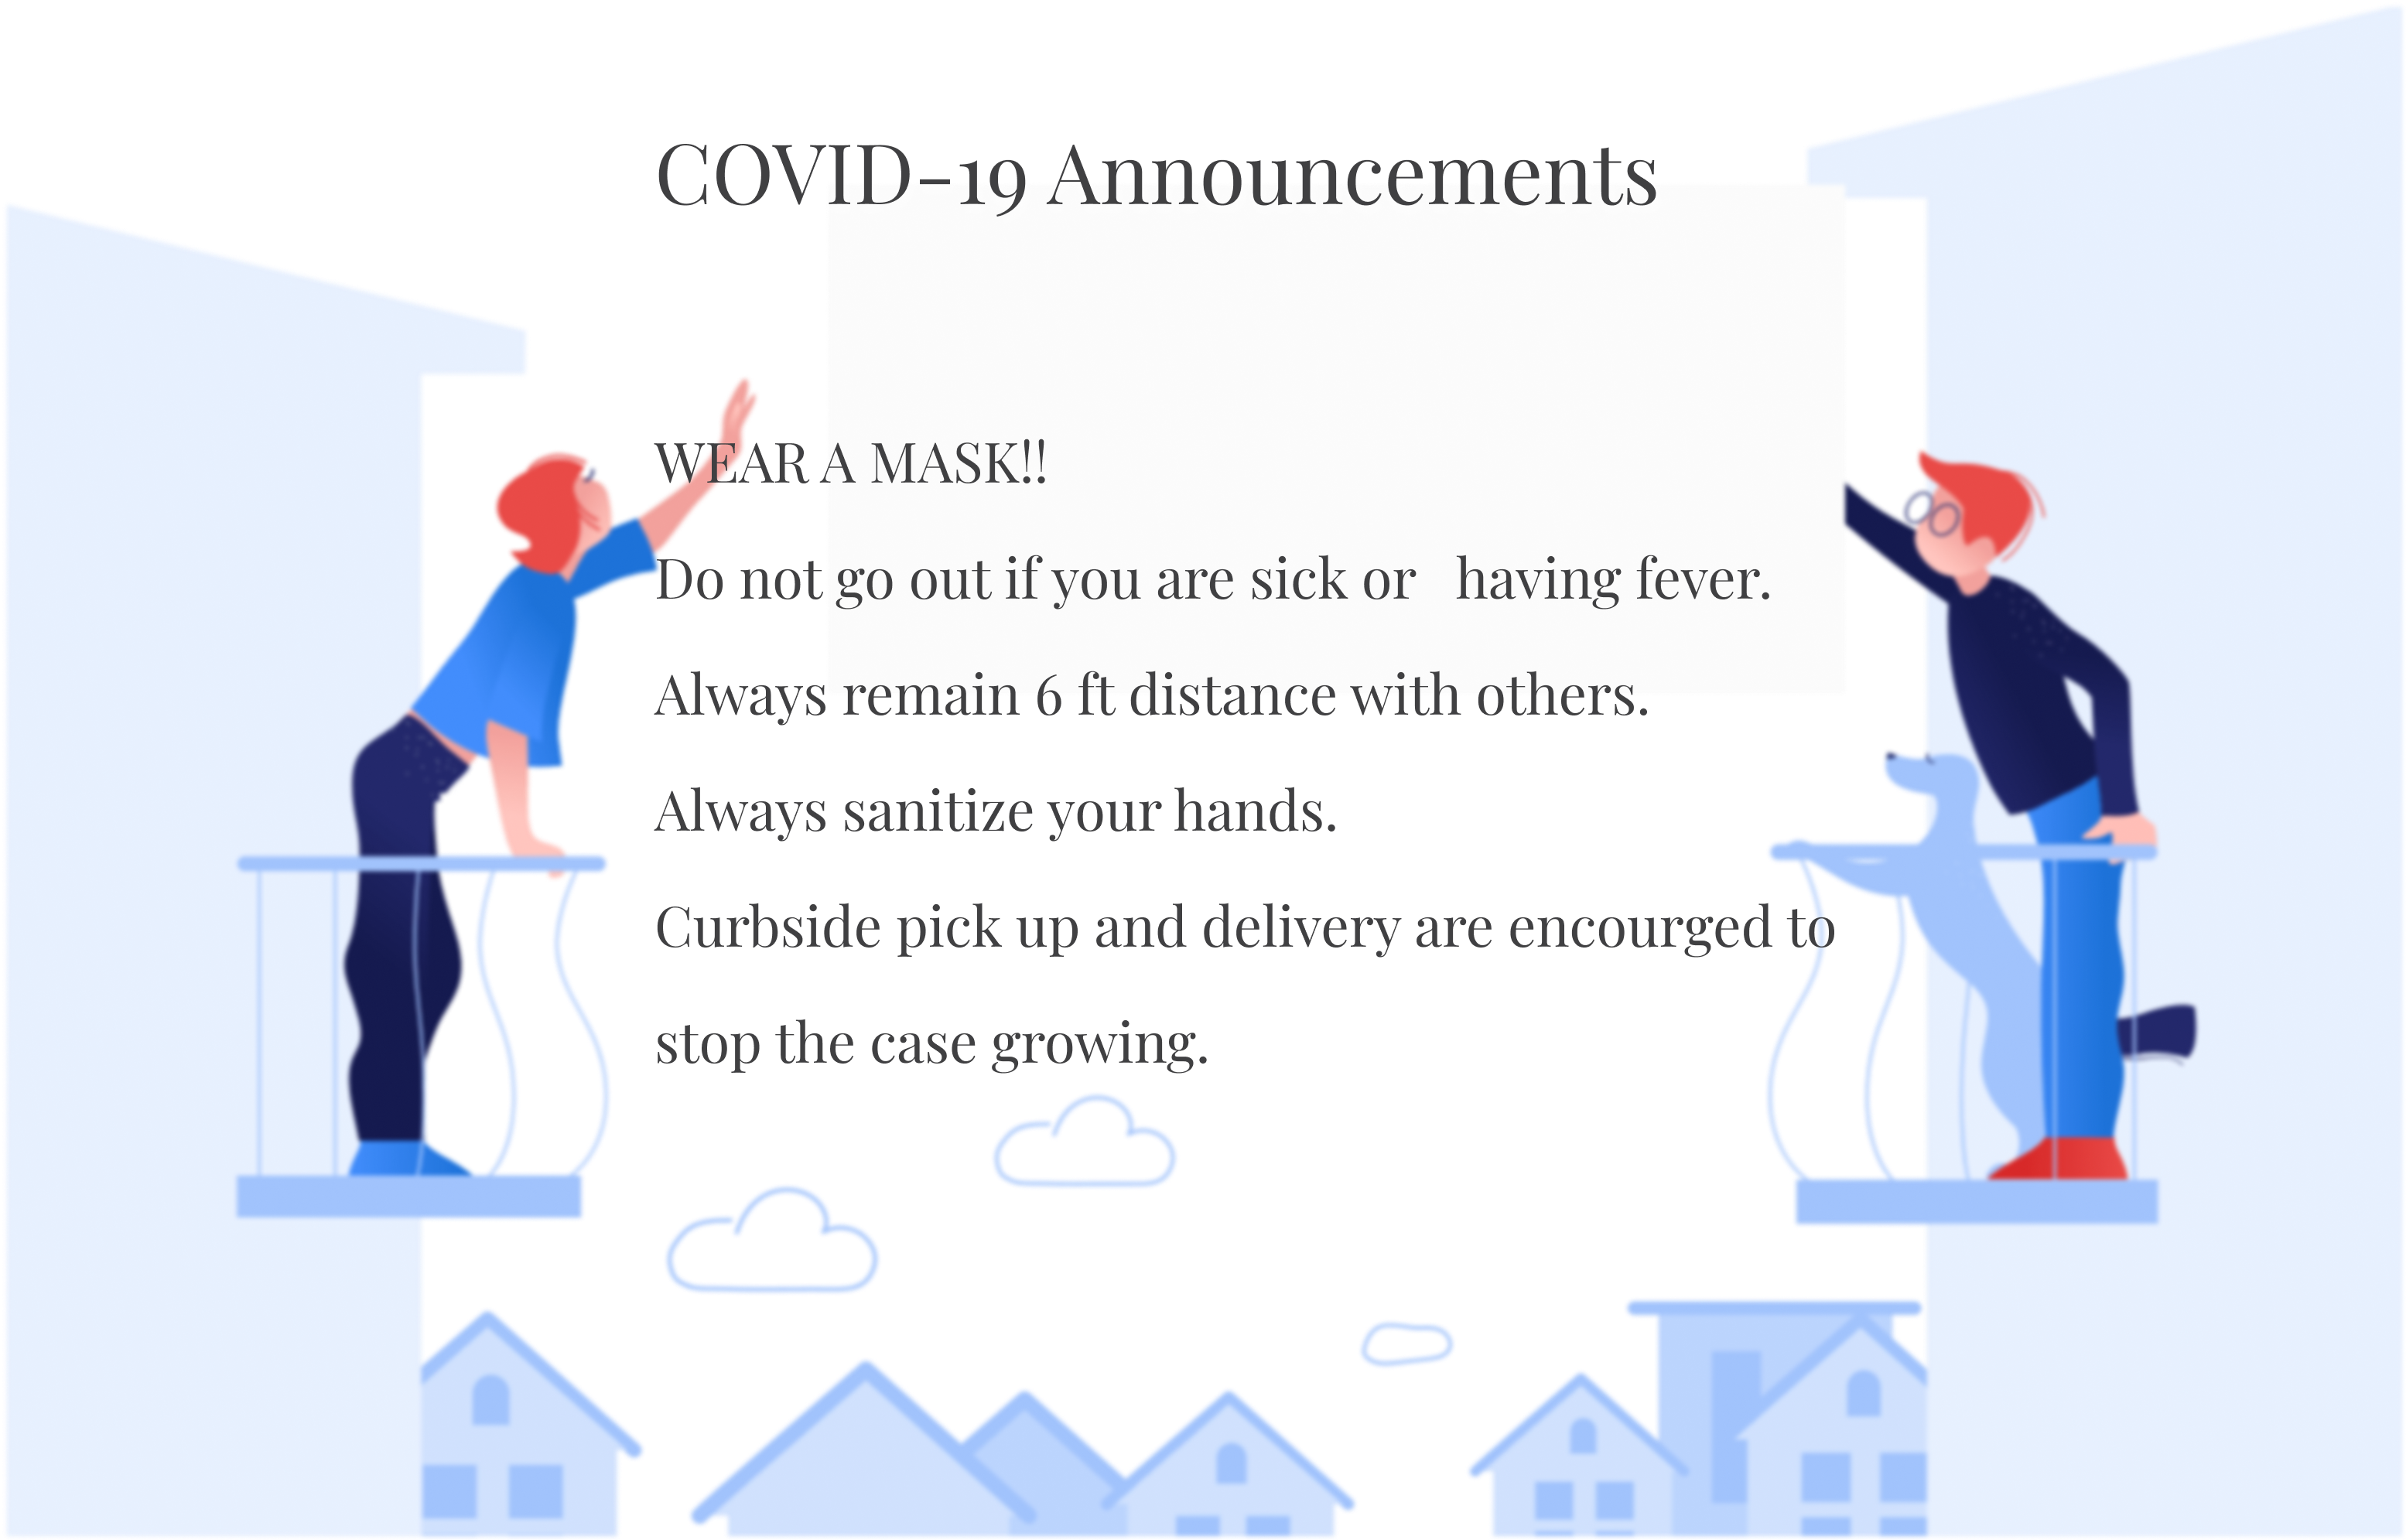 COVID-19 Announcements
WEAR A MASK!!
Do not go out if you are sick or having fever.
Always remain 6 ft distance with others.
Always sanitize your hands.
Curbside pick up and delivery are encourged to
stop the case growing.